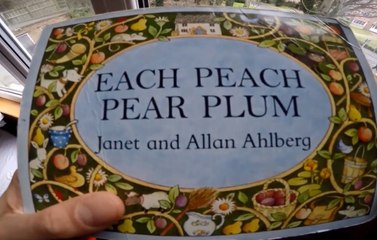 EACH PEACH
PEAR PLUM
Janet and Allan Ahlberg